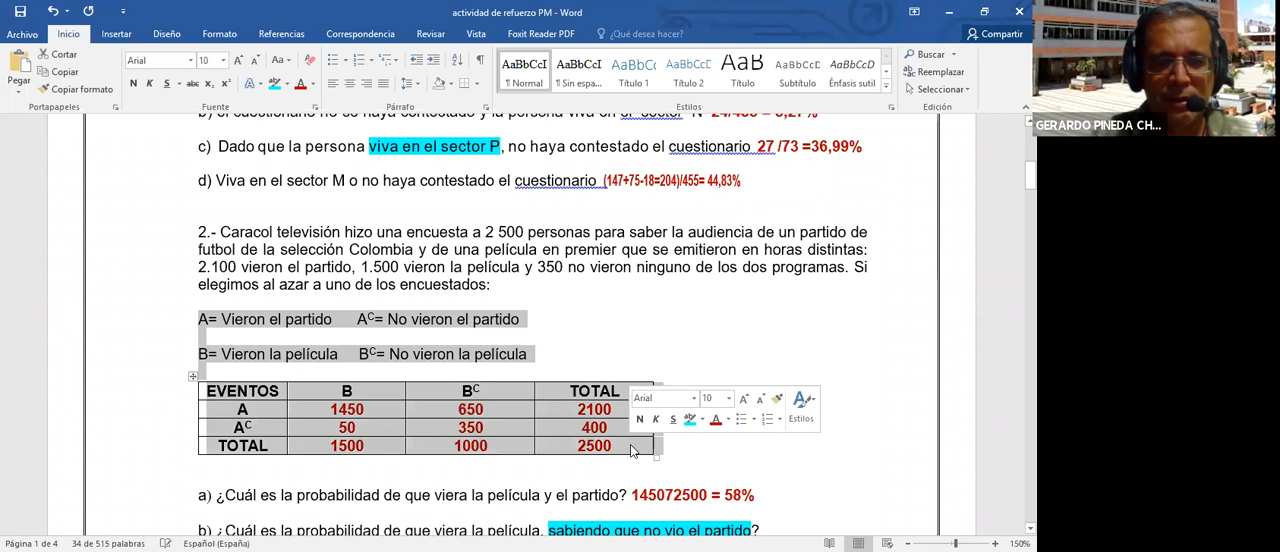 actividad de refuerzo PM - Word
Archivo Inicio Insertar Diseño Formato Referencias Correspondencia Revisar Vista Foxit Reader PDF ¿Qué desea hacer? Compartir
Pegar
Cortar
Copiar
Copiar formato
Portapapeles
Arial 10
N K S abc x₂ x²
Fuente
Párrafo
AaBbCcI AaBbCcI AaBbCc AaBbCcC AaB AaBbCcC AaBbCcC
¶ Normal ¶ Sin espa... Título 1 Título 2 Título Subtítulo Énfasis sutil
Estilos
Buscar
Reemplazar
Seleccionar
Edición
GERARDO PINEDA CH...
c) Dado que la persona viva en el sector P, no haya contestado el cuestionario 27 /73 =36,99%
d) Viva en el sector M o no haya contestado el cuestionario (147+75-18=204)/455= 44,83%
2.- Caracol televisión hizo una encuesta a 2 500 personas para saber la audiencia de un partido de
futbol de la selección Colombia y de una película en premier que se emitieron en horas distintas:
2.100 vieron el partido, 1.500 vieron la película y 350 no vieron ninguno de los dos programas. Si
elegimos al azar a uno de los encuestados:
A= Vieron el partido Aᶜ= No vieron el partido
B= Vieron la película Bᶜ= No vieron la película
EVENTOS B Bᶜ TOTAL
A 1450 650 2100
Aᶜ 50 350 400
TOTAL 1500 1000 2500
Arial 10
N K S
Estilos
a) ¿Cuál es la probabilidad de que viera la película y el partido? 145072500 = 58%
b) ¿Cuál es la probabilidad de que viera la película, sabiendo que no vio el partido?
Página 1 de 4 34 de 515 palabras Español (España) 150%